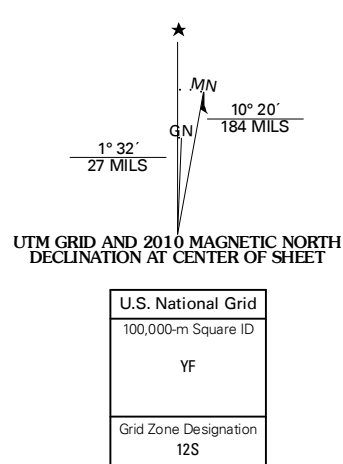 MN
GN
10° 20´
184 MILS
1° 32´
27 MILS
UTM GRID AND 2010 MAGNETIC NORTH
DECLINATION AT CENTER OF SHEET
U.S. National Grid
100,000-m Square ID
YF
Grid Zone Designation
12S